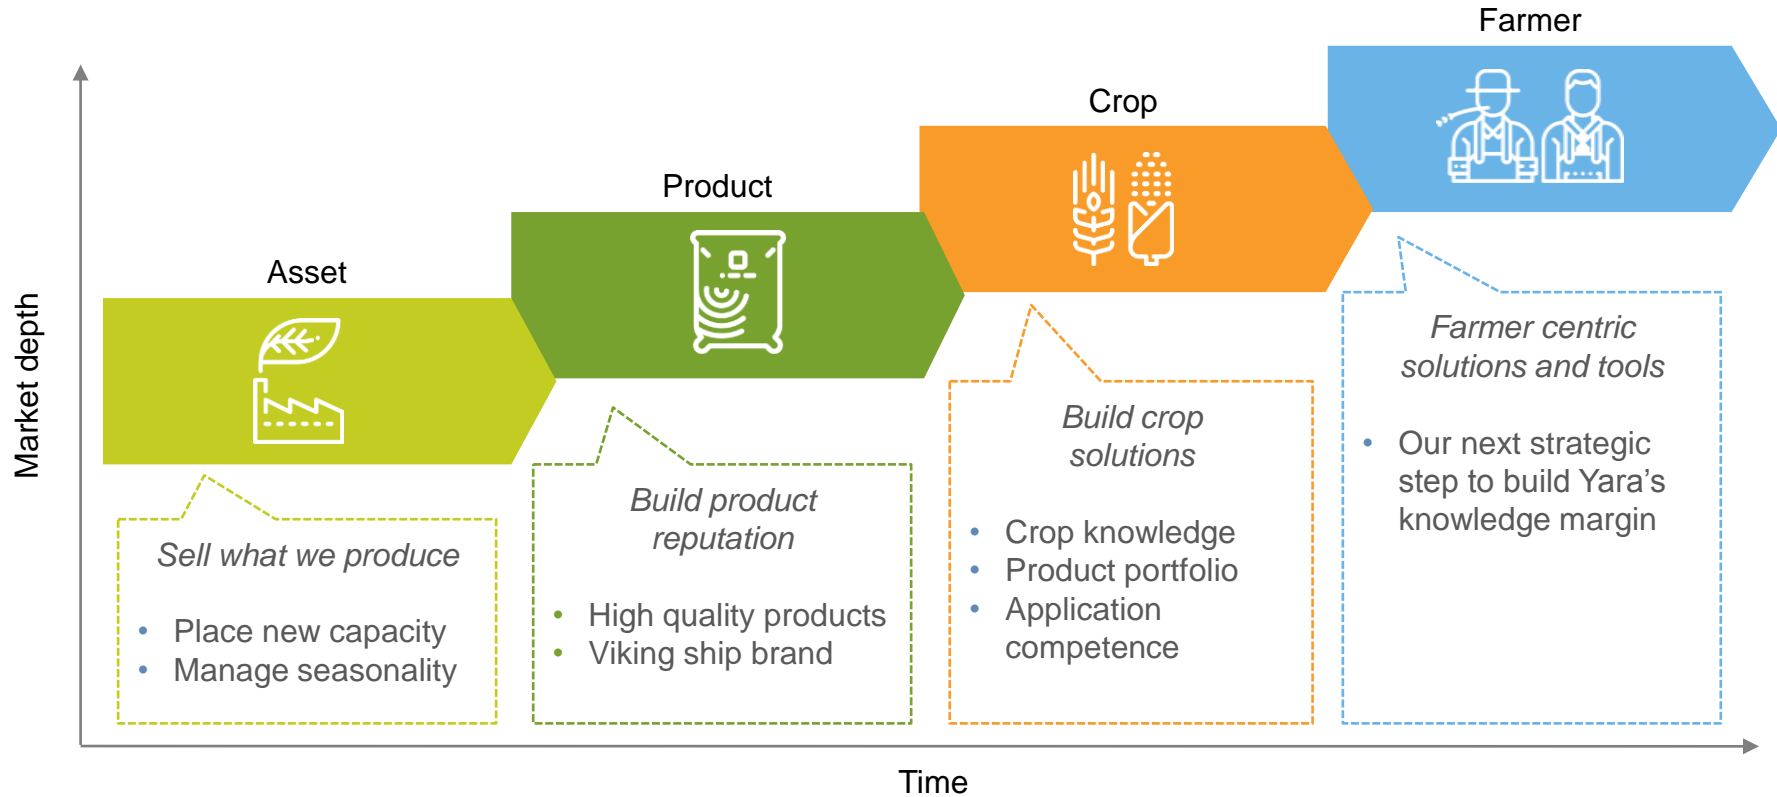 Farmer
Crop
Product
Asset
Market depth
Sell what we produce
• Place new capacity
• Manage seasonality
Build product
reputation
• High quality products
• Viking ship brand
Build crop
solutions
• Crop knowledge
• Product portfolio
• Application
competence
Farmer centric
solutions and tools
• Our next strategic
step to build Yara’s
knowledge margin
Time